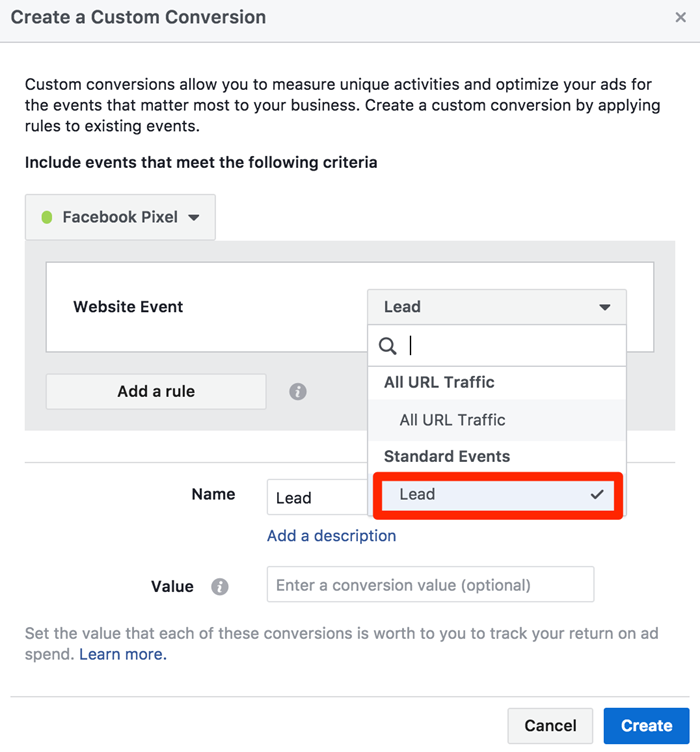 Create a Custom Conversion
Custom conversions allow you to measure unique activities and optimize your ads for
the events that matter most to your business. Create a custom conversion by applying
rules to existing events.
Include events that meet the following criteria
Facebook Pixel
Website Event
Lead
All URL Traffic
All URL Traffic
Standard Events
Lead
Add a rule
Name
Lead
Add a description
Value
Enter a conversion value (optional)
Set the value that each of these conversions is worth to you to track your return on ad
spend. Learn more.
Cancel
Create